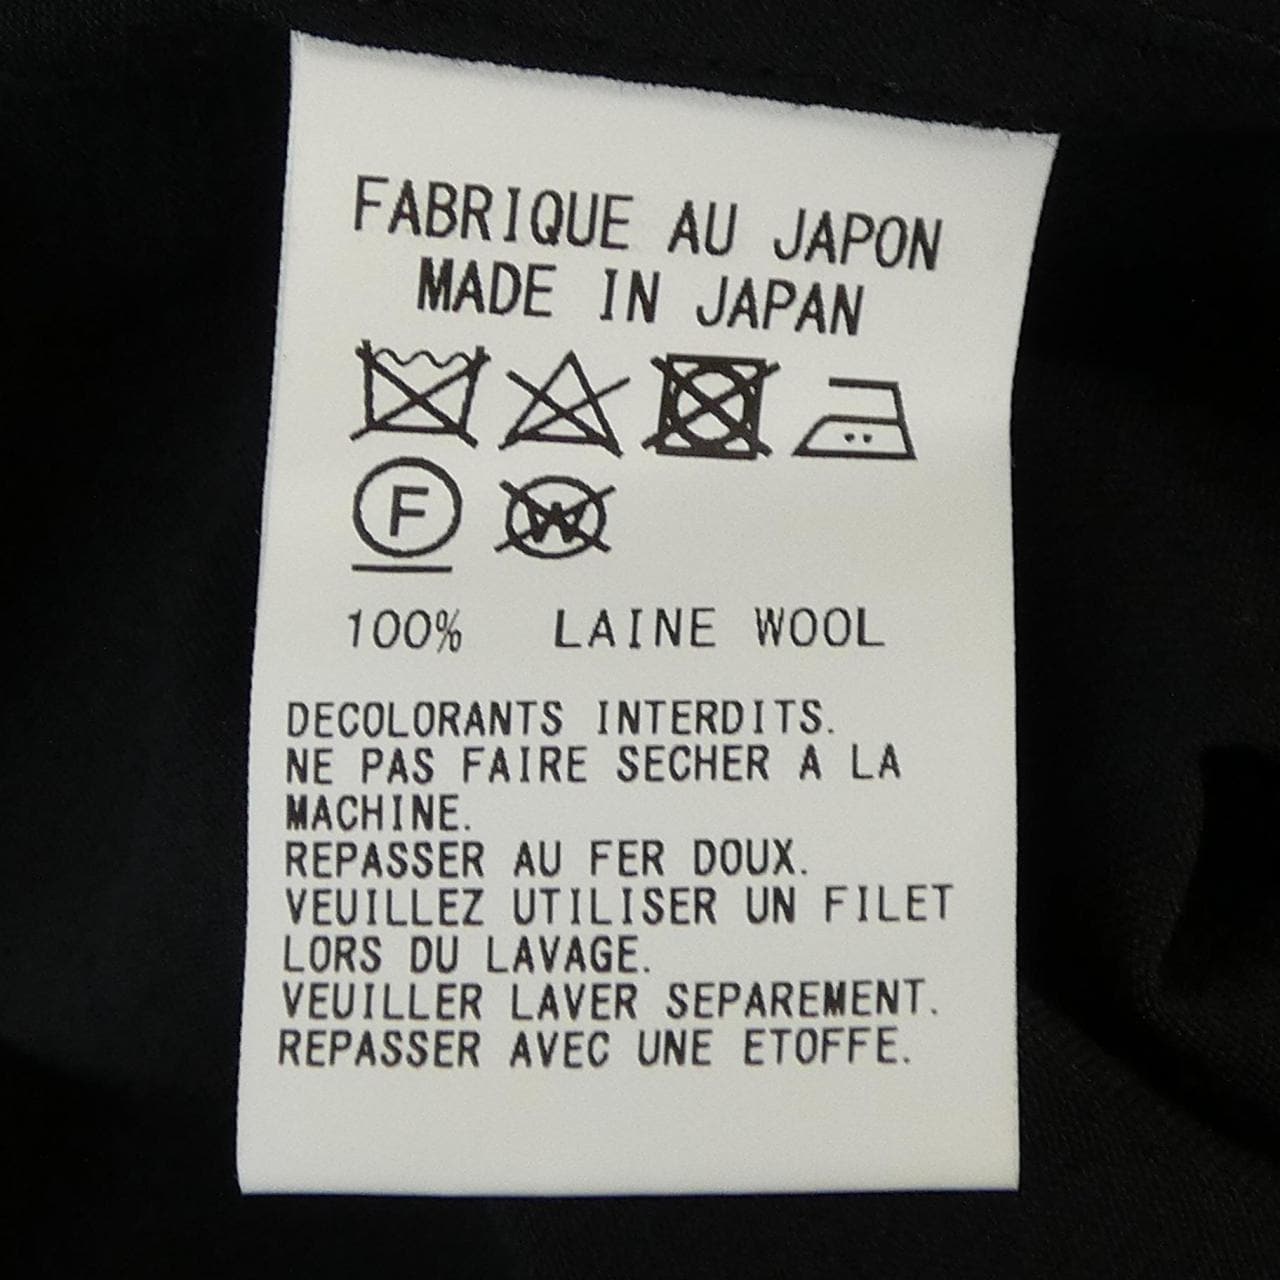 FABRIQUE AU JAPON
MADE IN JAPAN
F W
100% LAINE WOOL
DECOLORANTS INTERDITS.
NE PAS FAIRE SECHER A LA
MACHINE.
REPASSER AU FER DOUX.
VEUILLEZ UTILISER UN FILET
LORS DU LAVAGE.
VEUILLER LAVER SEPAREMENT.
REPASSER AVEC UNE ETOFFE.